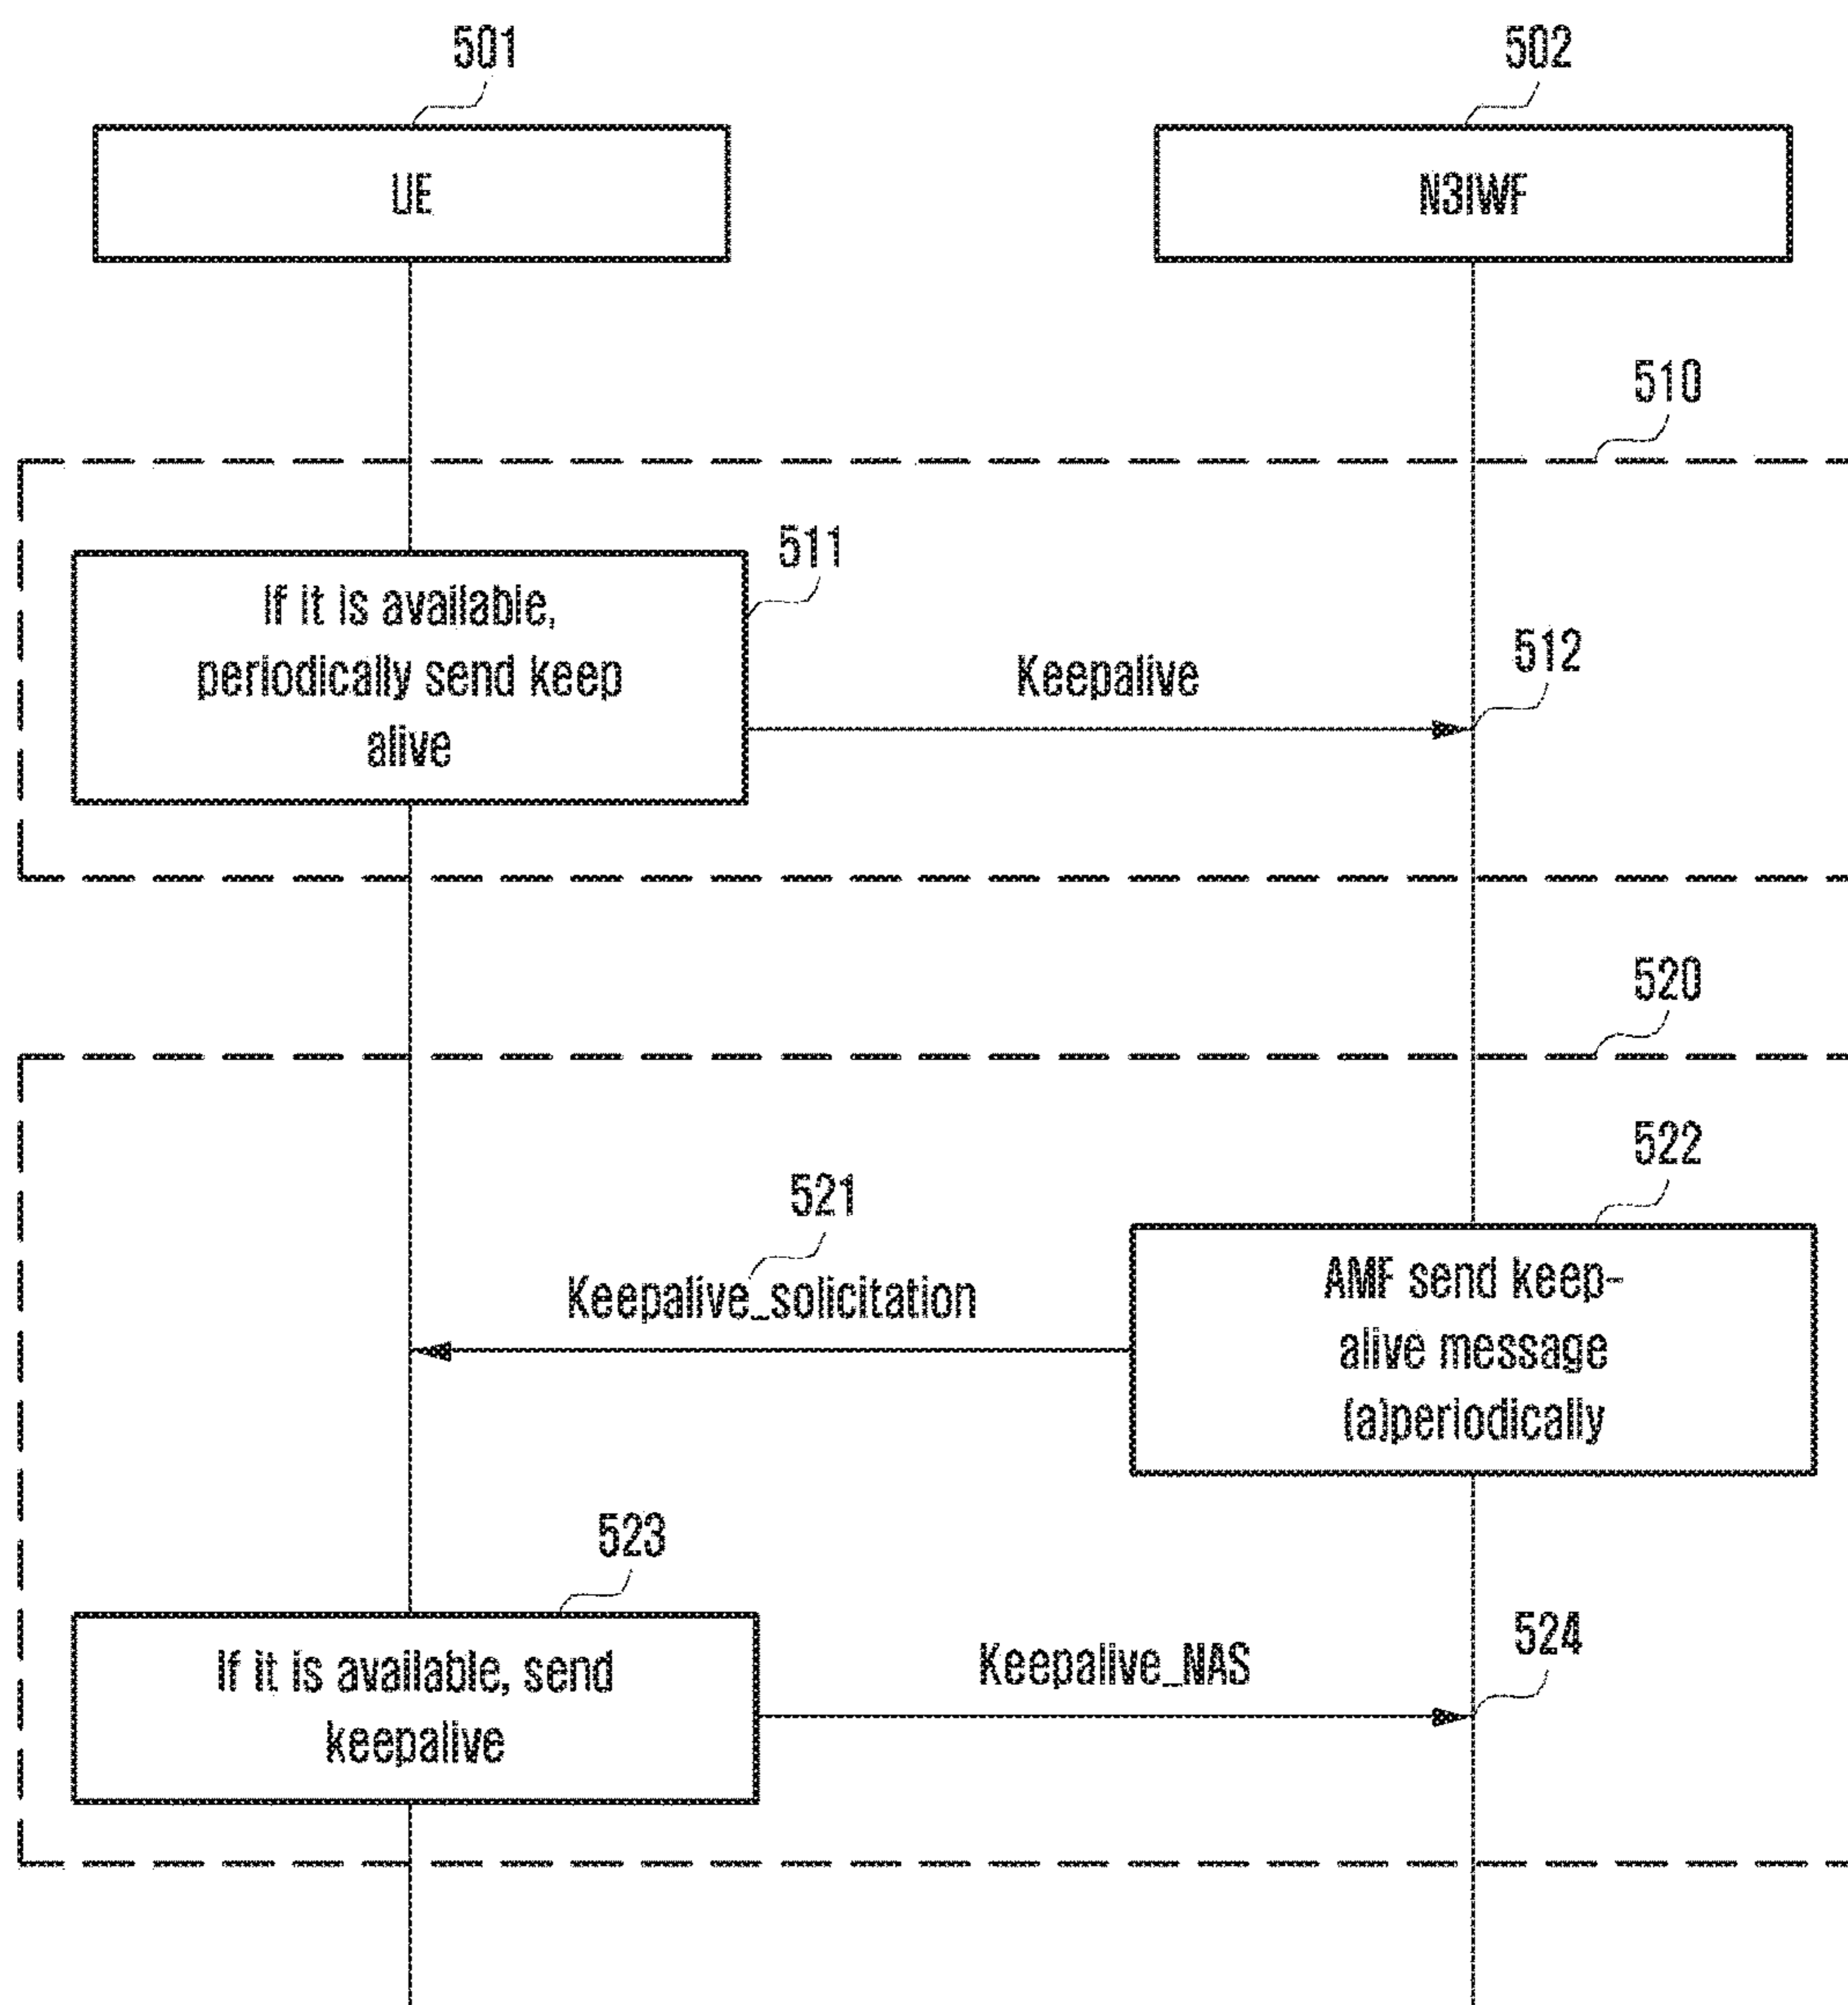 501
502
UE
N3IWF
510
511
If it is available,
periodically send keep
alive
Keepalive
512
520
522
521
Keepalive_solicitation
AMF send keep-
alive message
(a)periodically
523
If it is available, send
keepalive
Keepalive_NAS
524